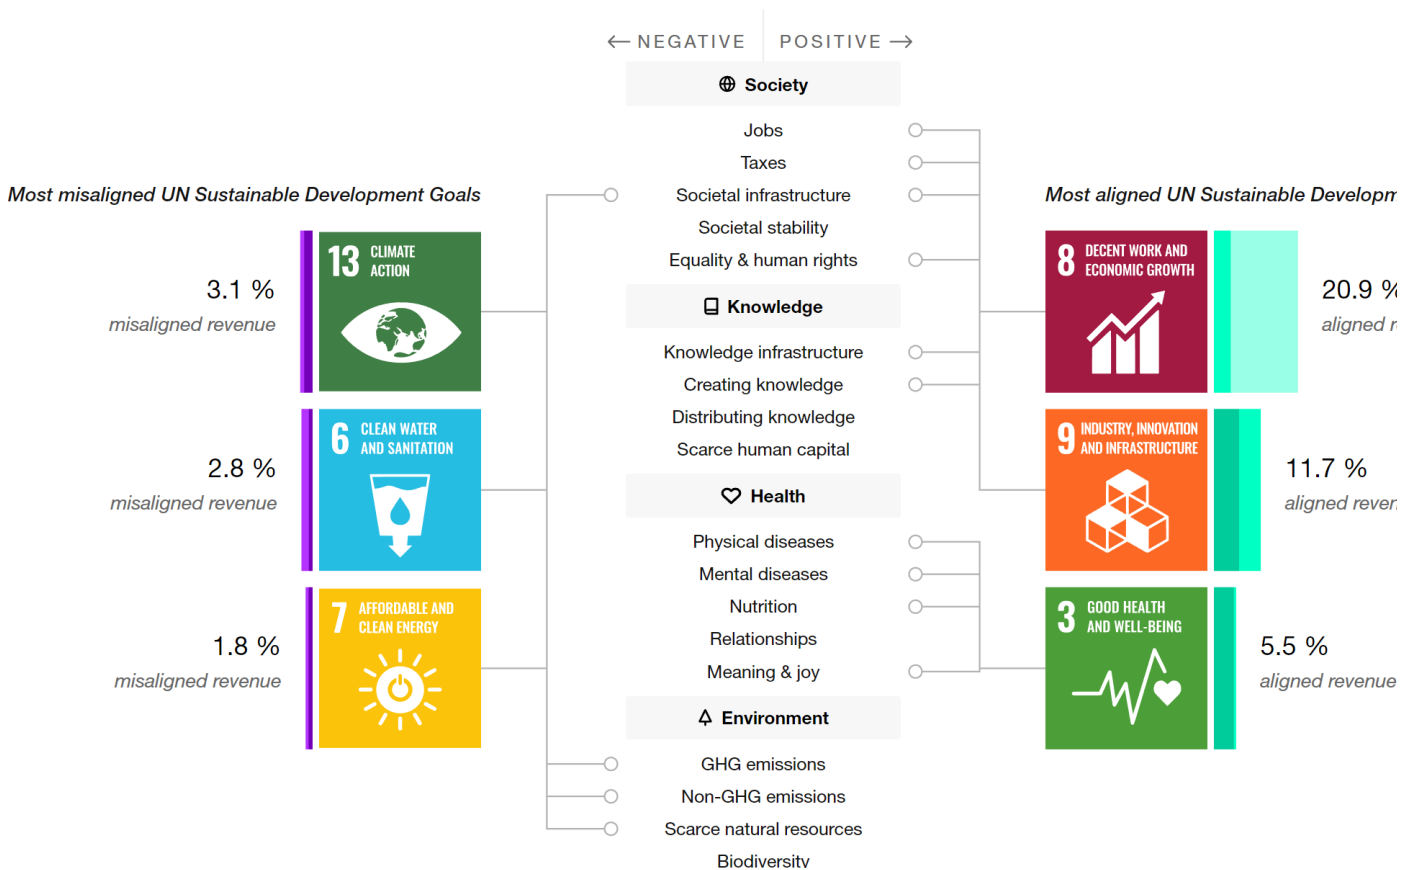 ← NEGATIVE POSITIVE →
Society
Jobs
Taxes
Societal infrastructure
Societal stability
Equality & human rights
Knowledge
Knowledge infrastructure
Creating knowledge
Distributing knowledge
Scarce human capital
Health
Physical diseases
Mental diseases
Nutrition
Relationships
Meaning & joy
Environment
GHG emissions
Non-GHG emissions
Scarce natural resources
Biodiversity
Most misaligned UN Sustainable Development Goals
3.1 %
misaligned revenue
13 CLIMATE
ACTION
2.8 %
misaligned revenue
6 CLEAN WATER
AND SANITATION
1.8 %
misaligned revenue
7 AFFORDABLE AND
CLEAN ENERGY
Most aligned UN Sustainable
8 DECENT WORK AND
ECONOMIC GROWTH
20.9 %
aligned
9 INDUSTRY, INNOVATION
AND INFRASTRUCTURE
11.7 %
aligned
3 GOOD HEALTH
AND WELL-BEING
5.5 %
aligned revenue